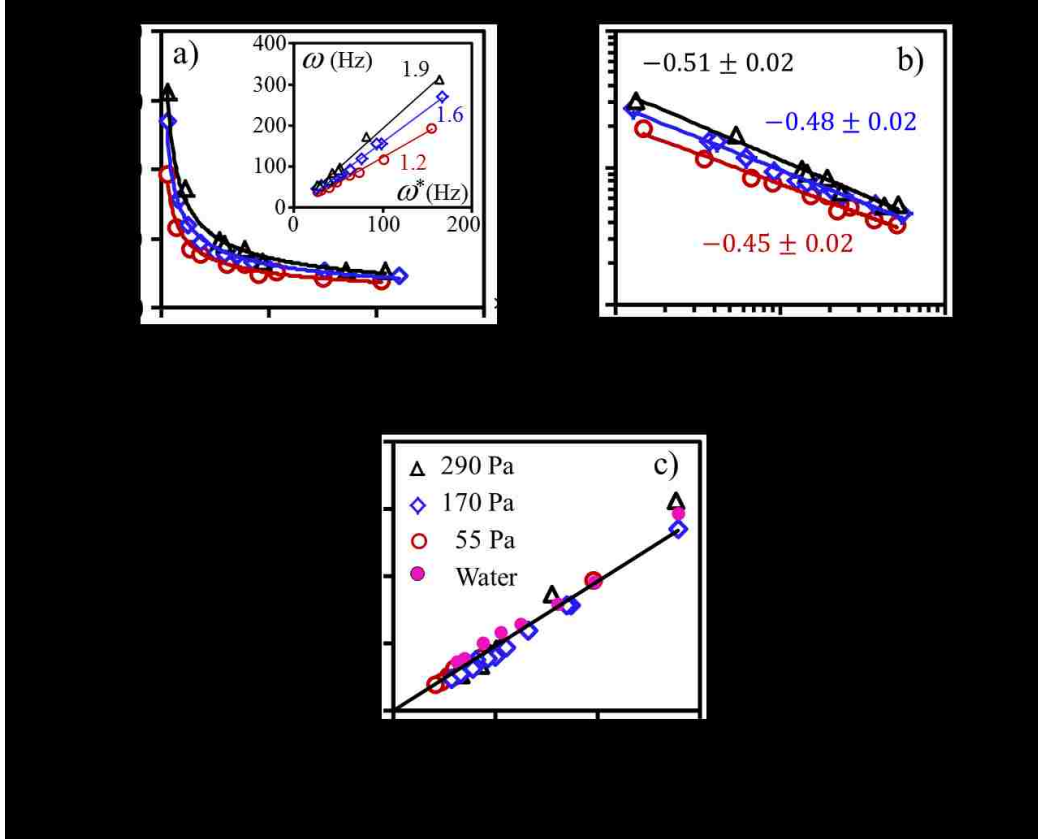 a)
400
300
200
100
0
ω (Hz)
1.9
1.6
1.2
ω* (Hz)
0
100
200
b)
−0.51 ± 0.02
−0.48 ± 0.02
−0.45 ± 0.02
c)
290 Pa
170 Pa
55 Pa
Water